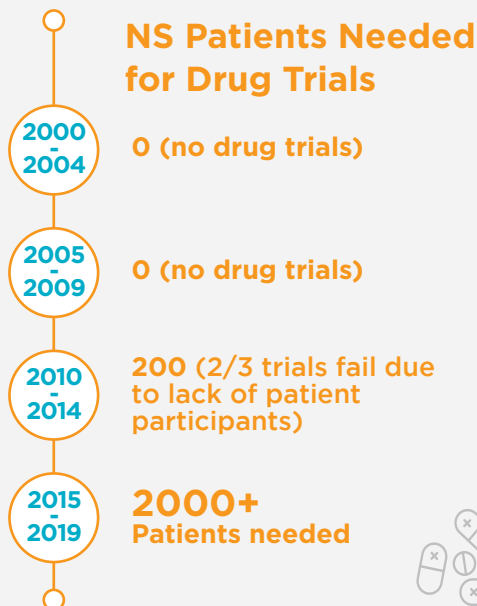 NS Patients Needed
for Drug Trials
2000
-
2004
0 (no drug trials)
2005
-
2009
0 (no drug trials)
2010
-
2014
200 (2/3 trials fail due
to lack of patient
participants)
2015
-
2019
2000+
Patients needed